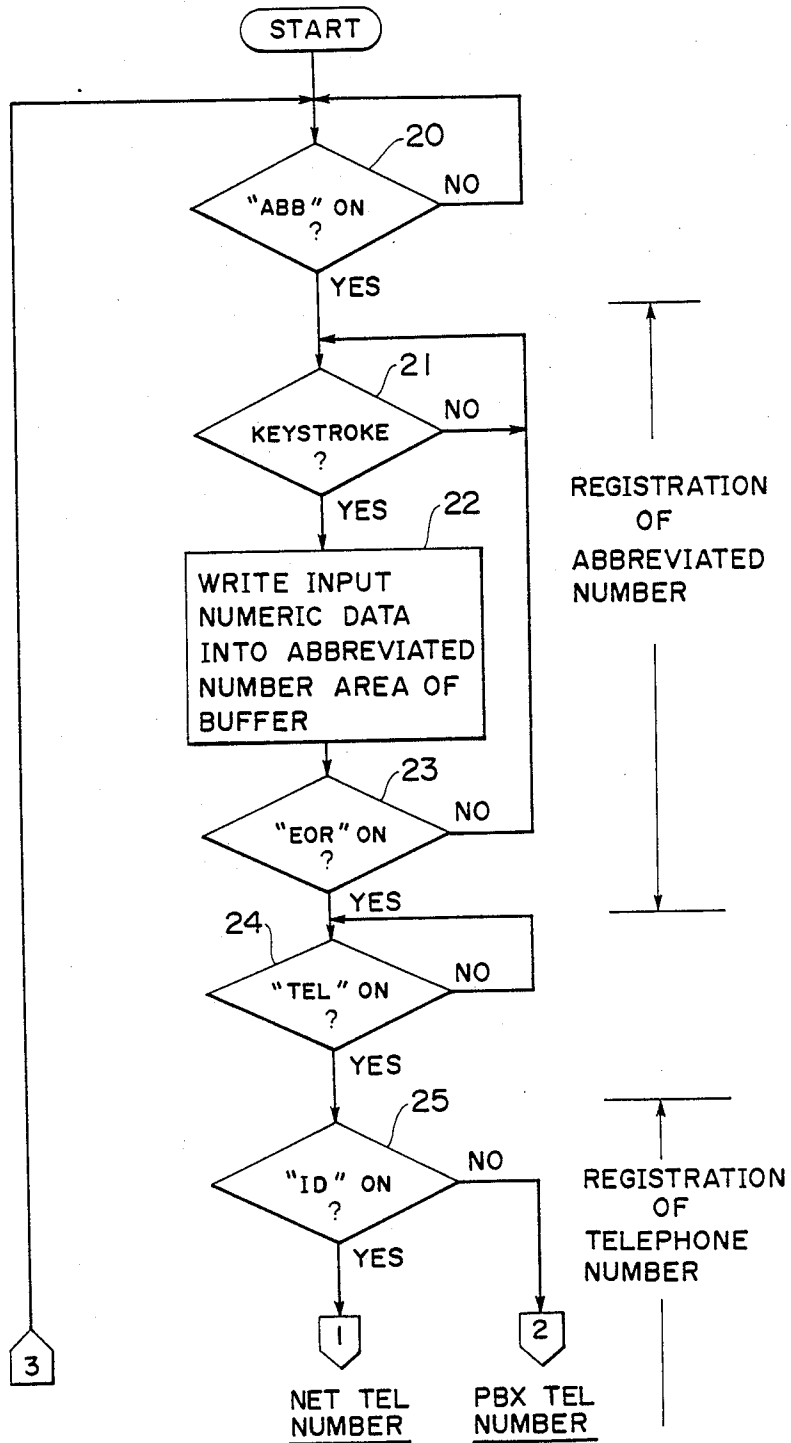 START
20
"ABB" ON
?
NO
YES
21
KEYSTROKE
?
NO
YES
22
WRITE INPUT
NUMERIC DATA
INTO ABBREVIATED
NUMBER AREA OF
BUFFER
REGISTRATION
OF
ABBREVIATED
NUMBER
23
"EOR" ON
?
NO
YES
24
"TEL" ON
?
NO
YES
25
"ID" ON
?
NO
YES
REGISTRATION
OF
TELEPHONE
NUMBER
1
2
3
NET TEL
NUMBER
PBX TEL
NUMBER